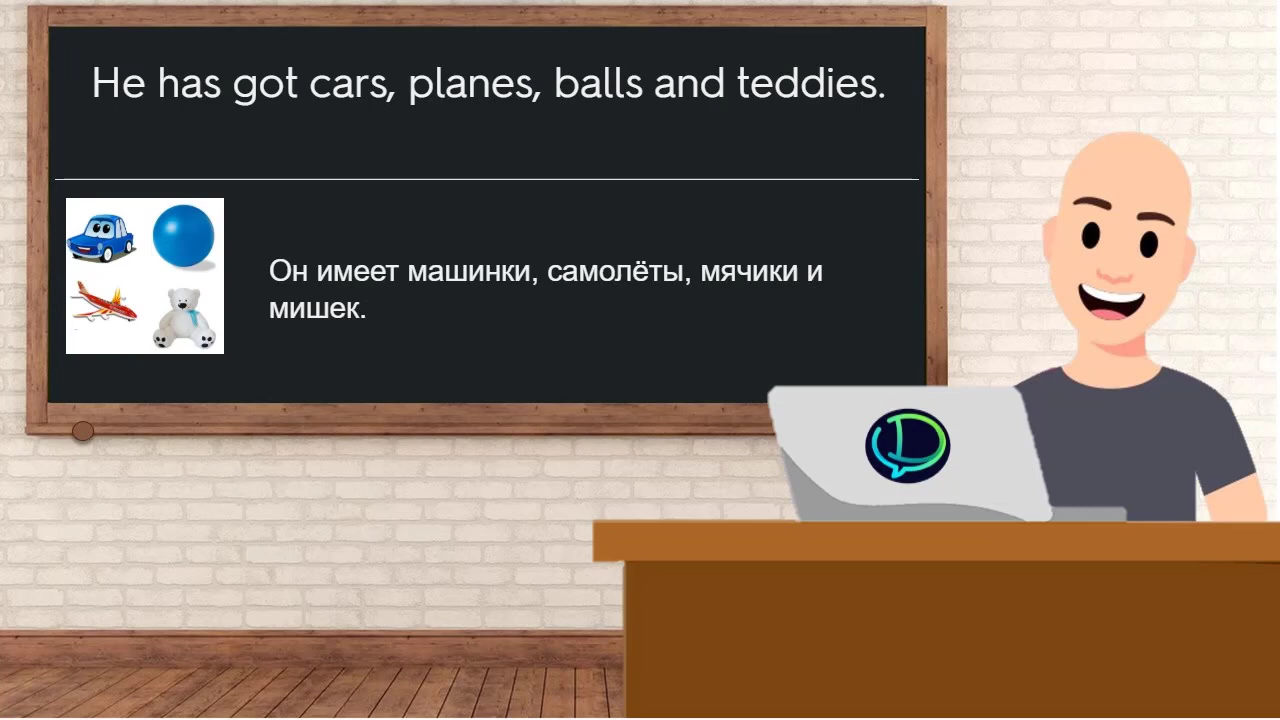 He has got cars, planes, balls and teddies.
Он имеет машинки, самолёты, мячики и
мишек.